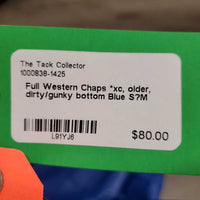 The Tack Collector
1000838-1425
Full Western Chaps *xc, older,
dirty/gunky bottom Blue S?M
L91YJ6
$80.00